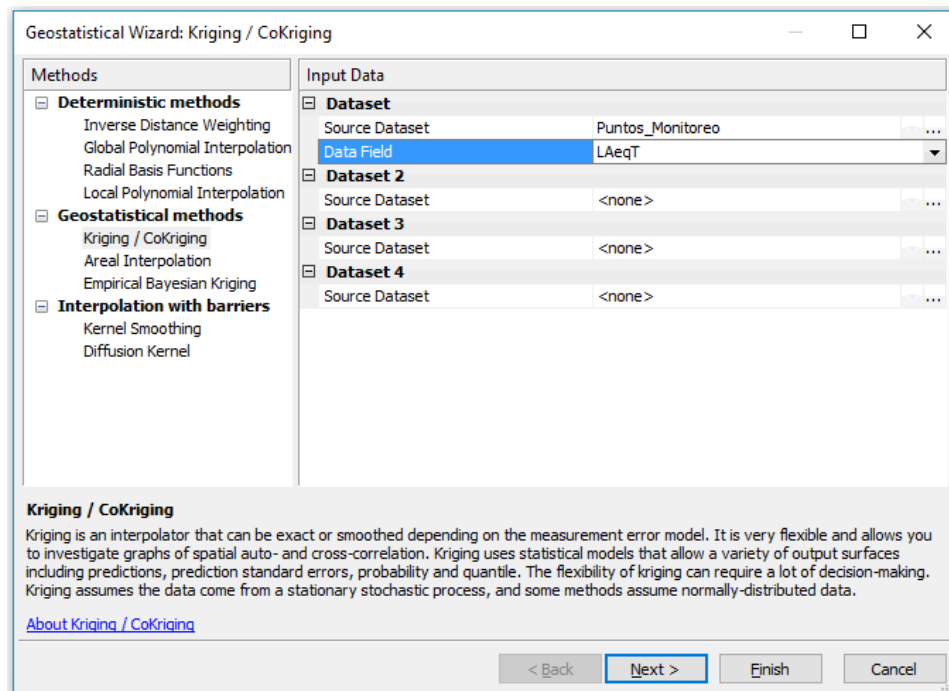 Geostatistical Wizard: Kriging / CoKriging
Methods
Deterministic methods
Inverse Distance Weighting
Global Polynomial Interpolation
Radial Basis Functions
Local Polynomial Interpolation
Geostatistical methods
Kriging / CoKriging
Areal Interpolation
Empirical Bayesian Kriging
Interpolation with barriers
Kernel Smoothing
Diffusion Kernel
Input Data
Dataset
Source Dataset Puntos_Monitoreo ...
Data Field LAeqT
Dataset 2
Source Dataset <none> ...
Dataset 3
Source Dataset <none> ...
Dataset 4
Source Dataset <none> ...
Kriging / CoKriging
Kriging is an interpolator that can be exact or smoothed depending on the measurement error model. It is very flexible and allows you
to investigate graphs of spatial auto- and cross-correlation. Kriging uses statistical models that allow a variety of output surfaces
including predictions, prediction standard errors, probability and quantile. The flexibility of kriging can require a lot of decision-making.
Kriging assumes the data come from a stationary stochastic process, and some methods assume normally-distributed data.
About Kriging / CoKriging
< Back Next > Finish Cancel